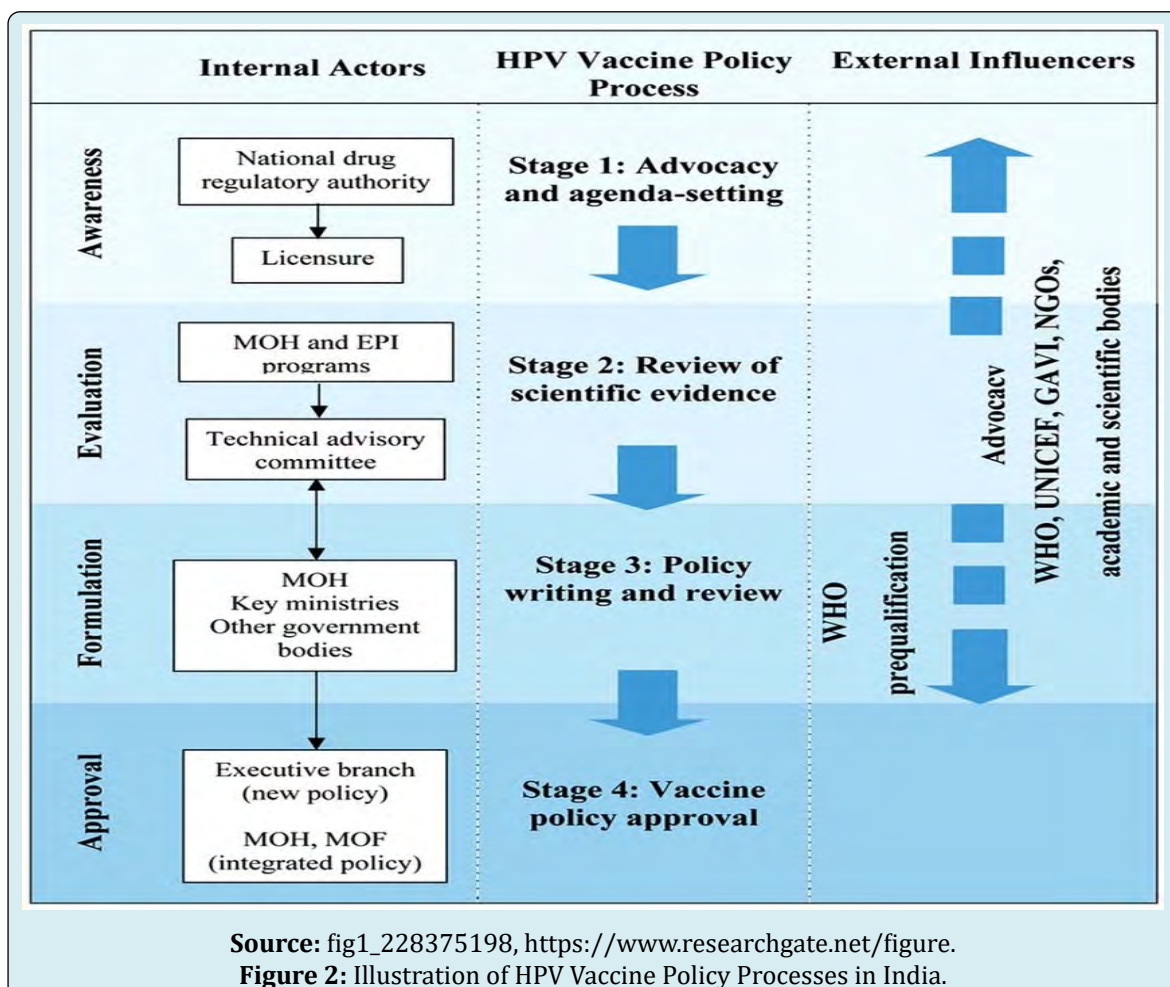 Internal Actors
HPV Vaccine Policy
Process
External Influencers
Awareness
National drug
regulatory authority
Licensure
Stage 1: Advocacy
and agenda-setting
Evaluation
MOH and EPI
programs
Technical advisory
committee
Stage 2: Review of
scientific evidence
Formulation
MOH
Key ministries
Other government
bodies
Stage 3: Policy
writing and review
Approval
Executive branch
(new policy)
MOH, MOF
(integrated policy)
Stage 4: Vaccine
policy approval
WHO
prequalification
Advocacv
WHO, UNICEF, GAVI, NGOs,
academic and scientific bodies
Source: fig1_228375198, https://www.researchgate.net/figure.
Figure 2: Illustration of HPV Vaccine Policy Processes in India.